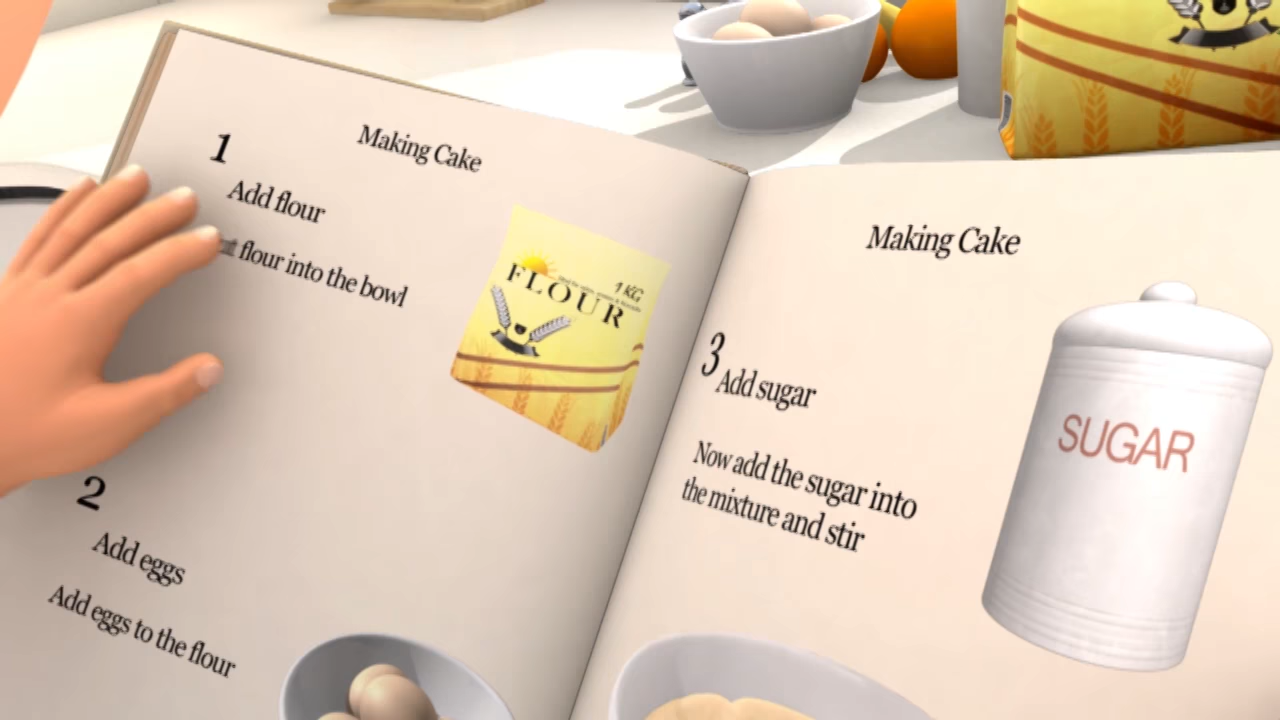 Making Cake
1
Add flour
flour into the bowl
FLOUR
1 KG
2
Add eggs
Add eggs to the flour
Making Cake
3
Add sugar
Now add the sugar into
the mixture and stir
SUGAR